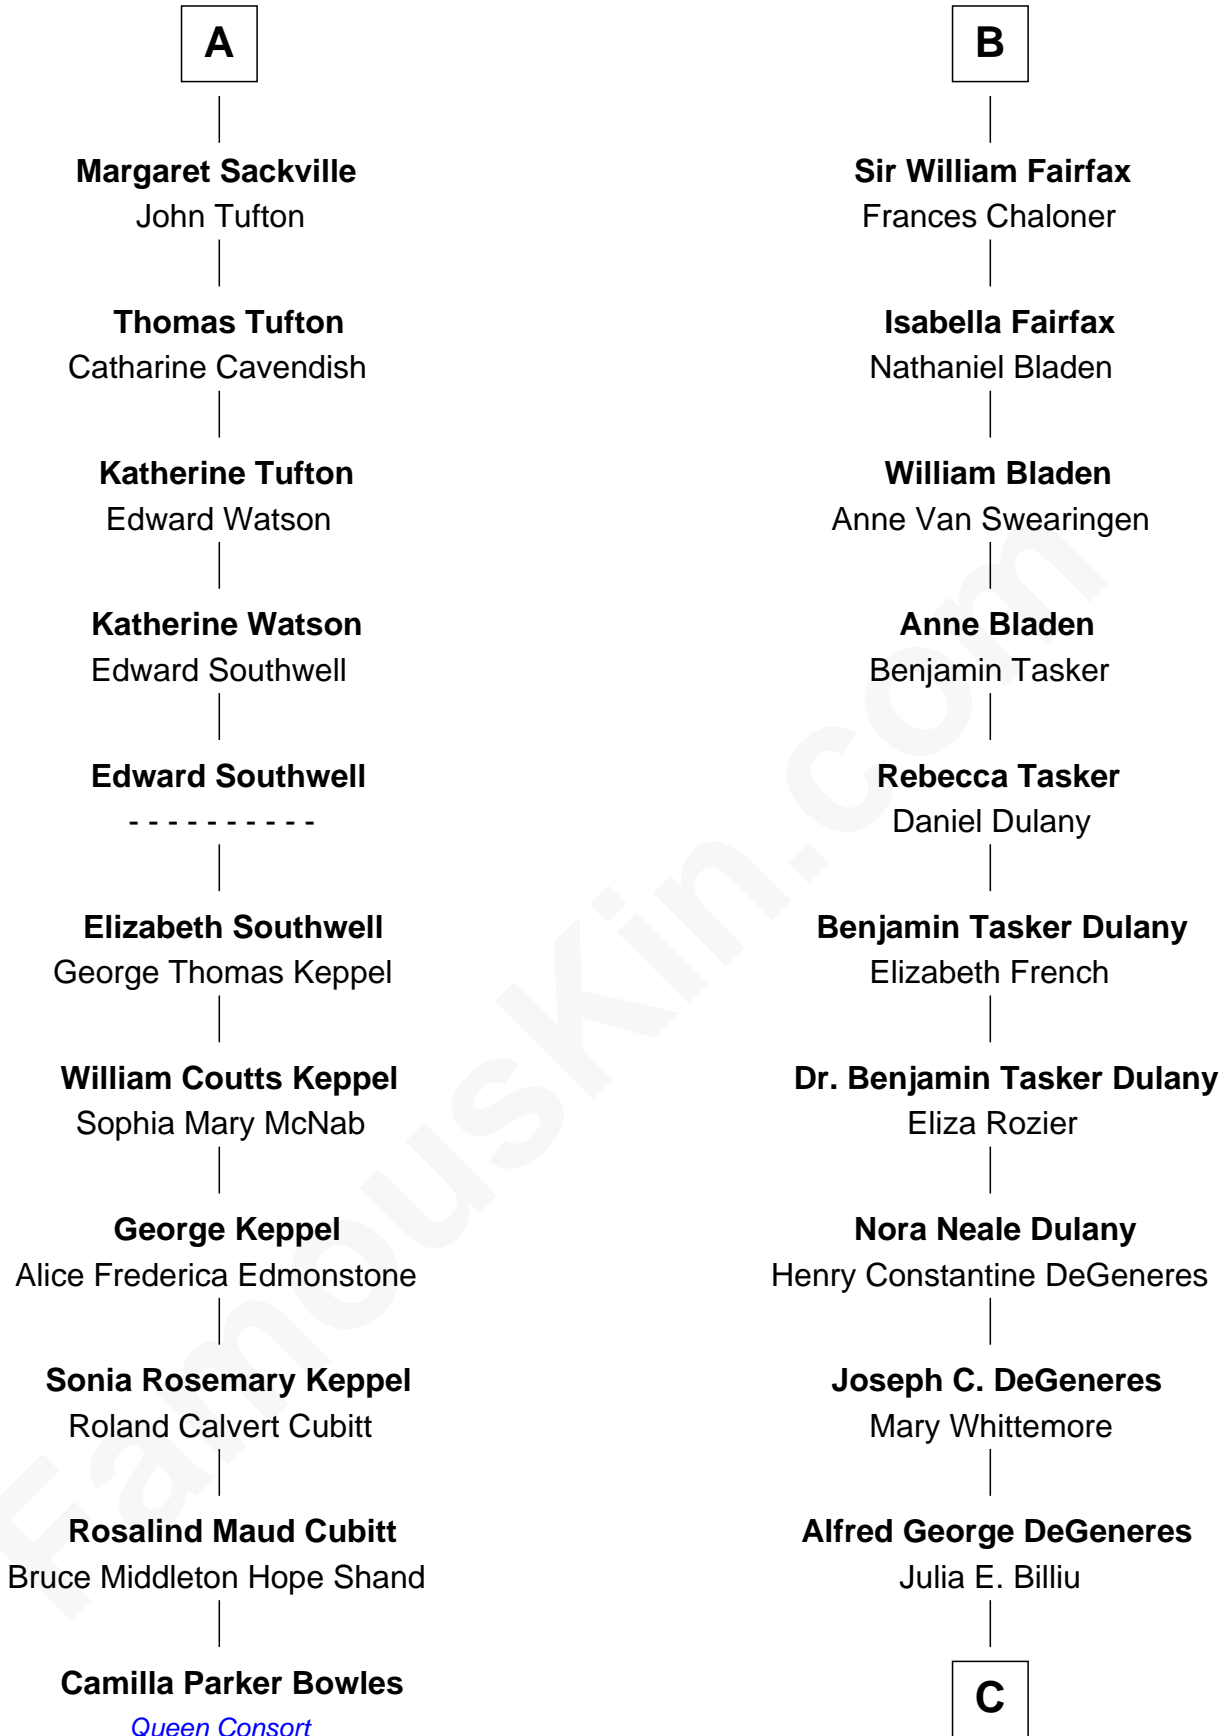 A
Margaret Sackville
John Tufton
Thomas Tufton
Catharine Cavendish
Katherine Tufton
Edward Watson
Katherine Watson
Edward Southwell
Edward Southwell
- - - - - - - - - -
Elizabeth Southwell
George Thomas Keppel
William Coutts Keppel
Sophia Mary McNab
George Keppel
Alice Frederica Edmonstone
Sonia Rosemary Keppel
Roland Calvert Cubitt
Rosalind Maud Cubitt
Bruce Middleton Hope Shand
Camilla Parker Bowles
Queen Consort
B
Sir William Fairfax
Frances Chaloner
Isabella Fairfax
Nathaniel Bladen
William Bladen
Anne Van Swearingen
Anne Bladen
Benjamin Tasker
Rebecca Tasker
Daniel Dulany
Benjamin Tasker Dulany
Elizabeth French
Dr. Benjamin Tasker Dulany
Eliza Rozier
Nora Neale Dulany
Henry Constantine DeGeneres
Joseph C. DeGeneres
Mary Whittemore
Alfred George DeGeneres
Julia E. Billiu
C
FamousKin.com